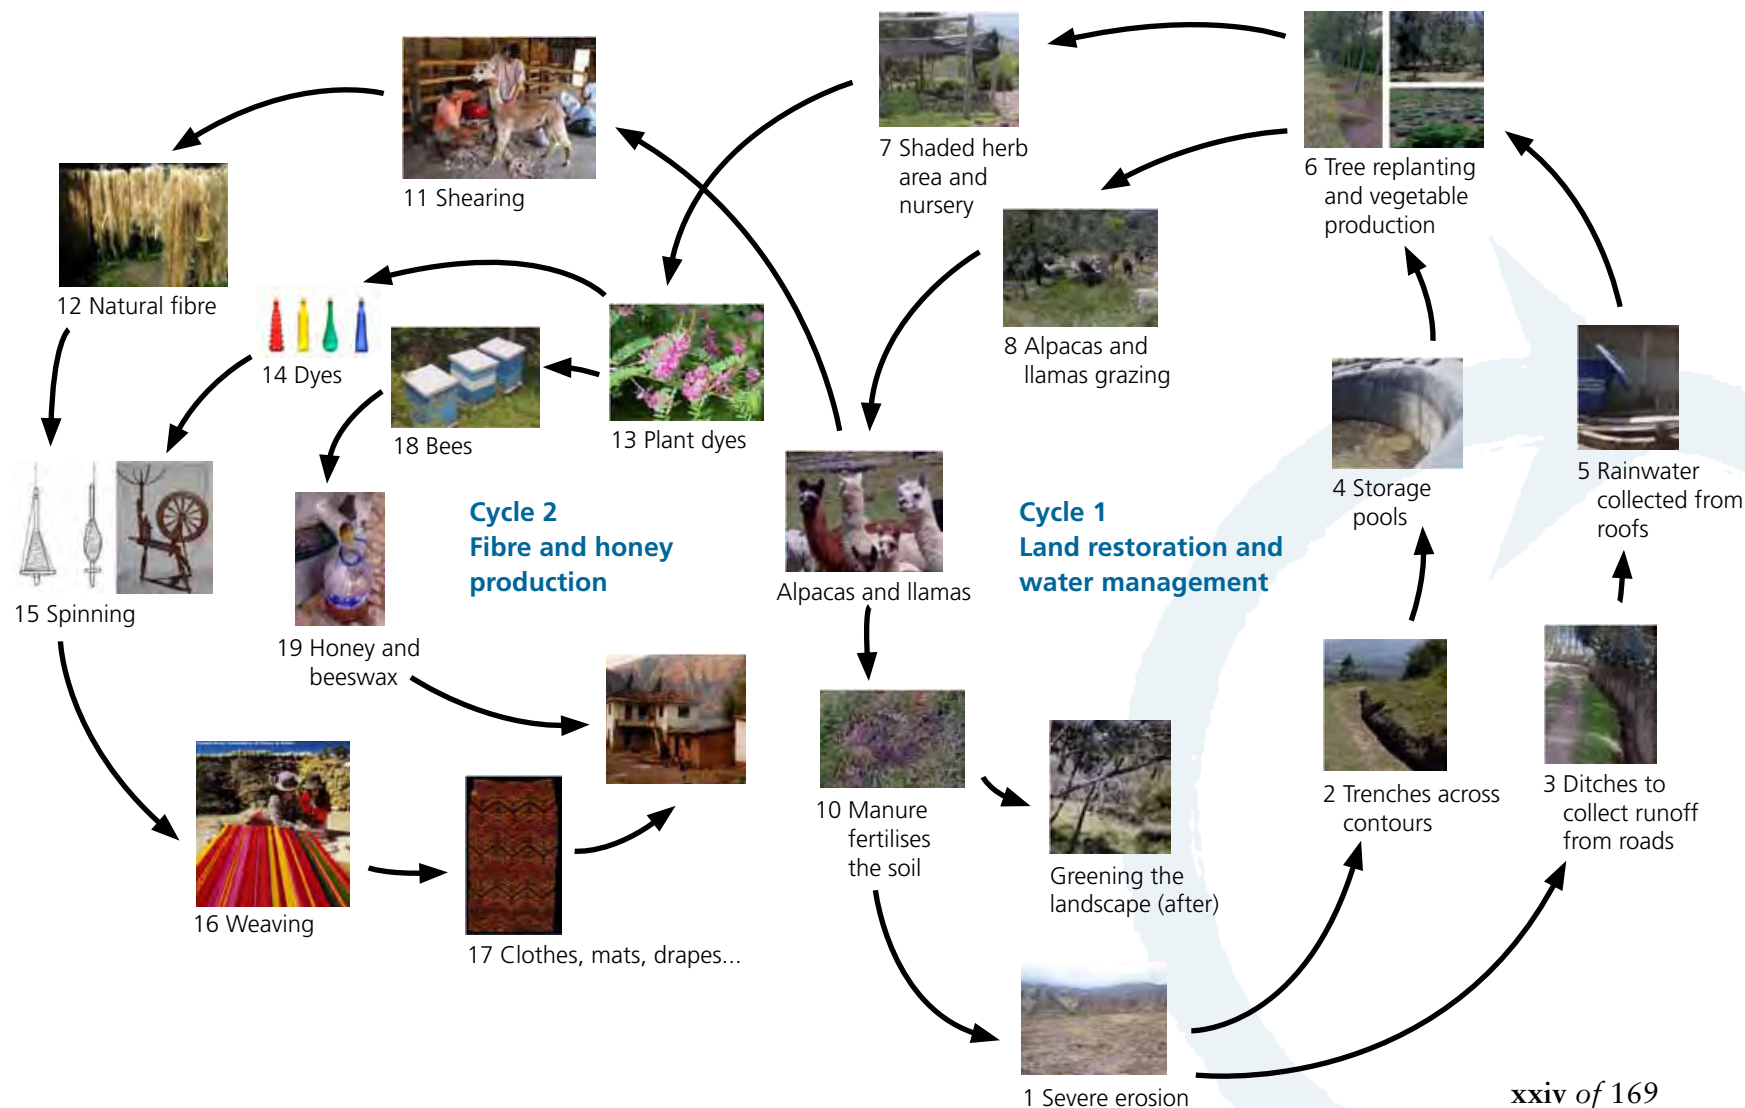 11 Shearing
7 Shaded herb
area and
nursery
6 Tree replanting
and vegetable
production
12 Natural fibre
14 Dyes
18 Bees
13 Plant dyes
8 Alpacas and
llamas grazing
4 Storage
pools
5 Rainwater
collected from
roofs
Cycle 2
Fibre and honey
production
Cycle 1
Land restoration and
water management
Alpacas and llamas
15 Spinning
19 Honey and
beeswax
10 Manure
fertilises
the soil
2 Trenches across
contours
3 Ditches to
collect runoff
from roads
Greening the
landscape (after)
16 Weaving
17 Clothes, mats, drapes...
1 Severe erosion
xxiv of 169